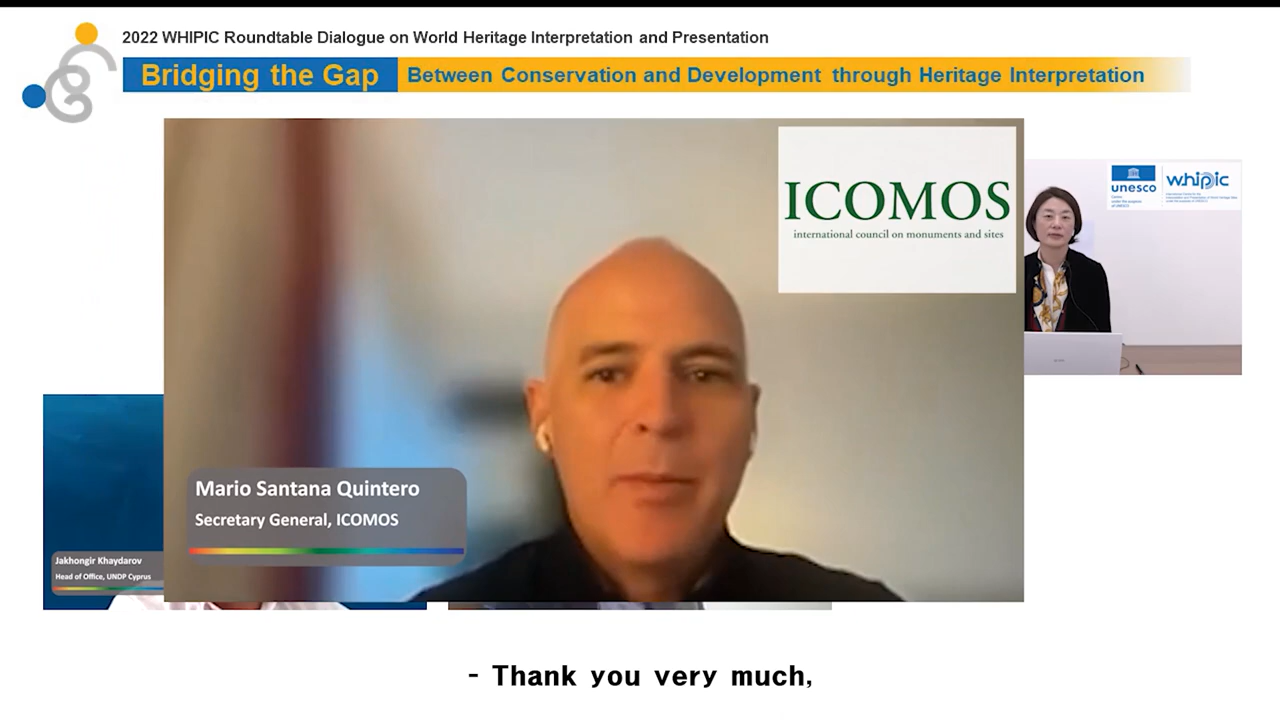 2022 WHIPIC Roundtable Dialogue on World Heritage Interpretation and Presentation
Bridging the Gap Between Conservation and Development through Heritage Interpretation
ICOMOS
international council on monuments and sites
unesco
whipic
Mario Santana Quintero
Secretary General, ICOMOS
Jakhongir Khaydarov
Head of Office, UNDP Cyprus
- Thank you very much,